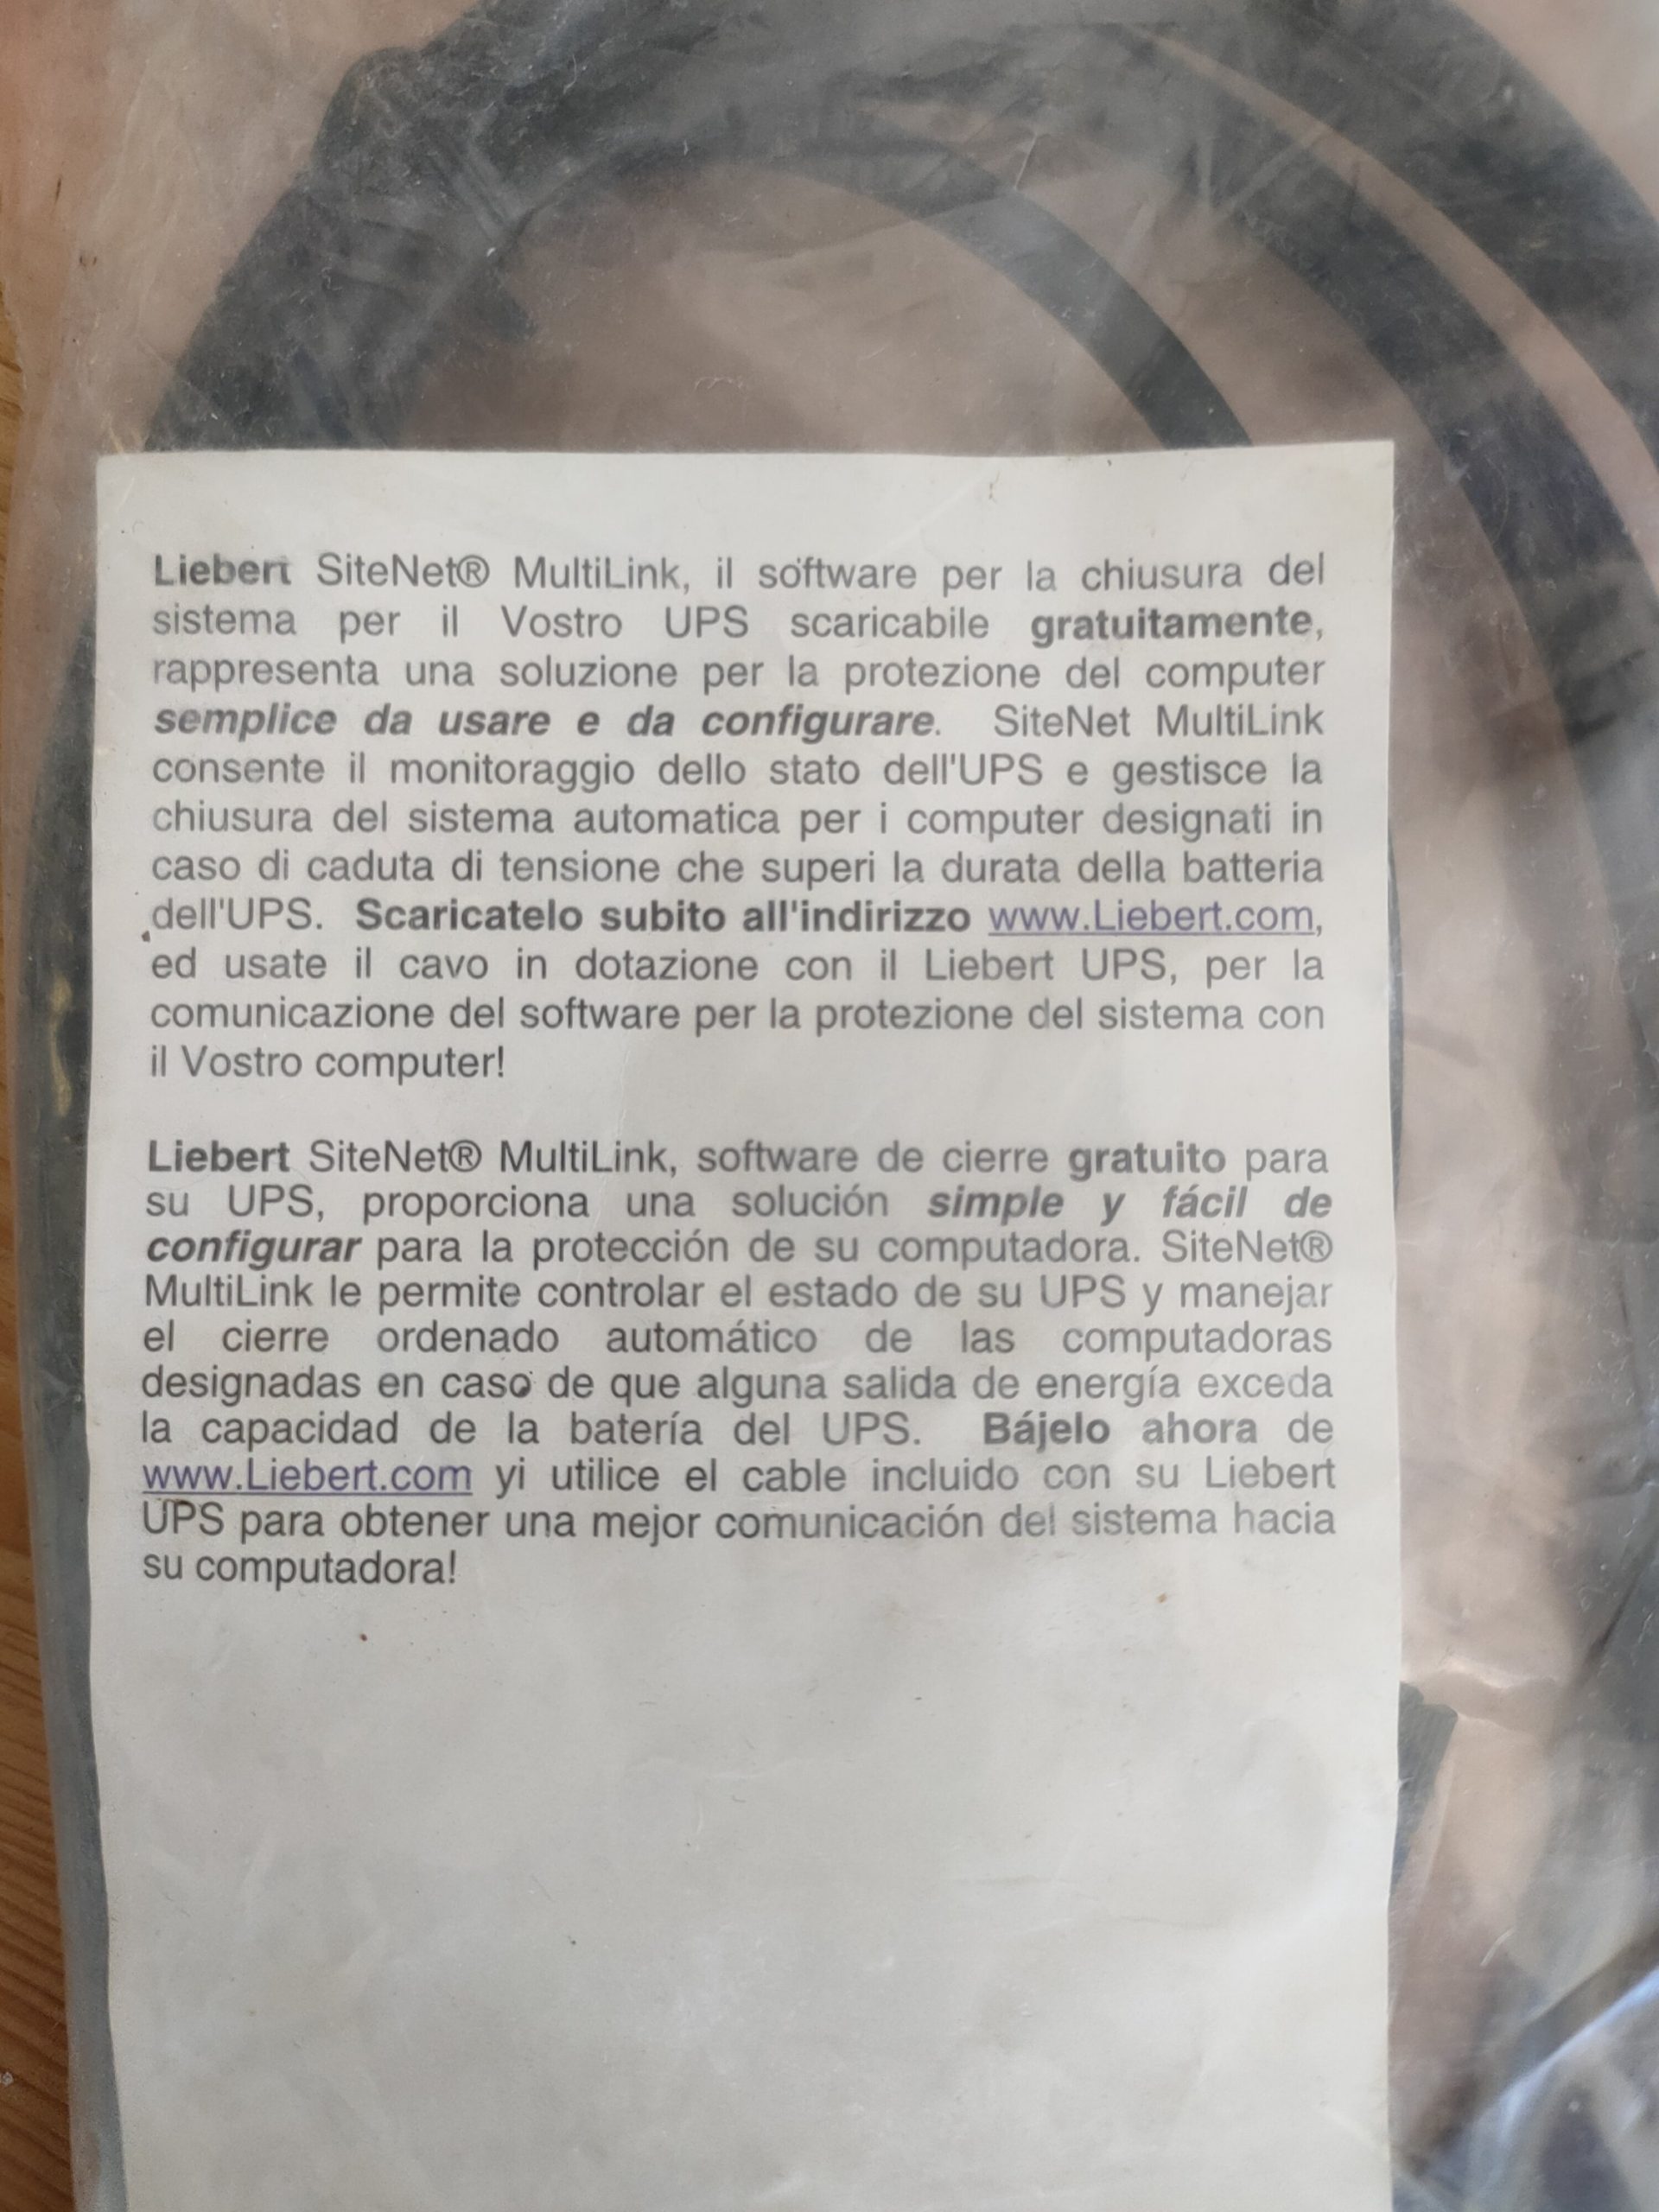 Liebert SiteNet® MultiLink, il software per la chiusura del
sistema per il Vostro UPS scaricabile gratuitamente,
rappresenta una soluzione per la protezione del computer
semplice da usare e da configurare. SiteNet MultiLink
consente il monitoraggio dello stato dell'UPS e gestisce la
chiusura del sistema automatica per i computer designati in
caso di caduta di tensione che superi la durata della batteria
dell'UPS. Scaricatelo subito all'indirizzo www.Liebert.com,
ed usate il cavo in dotazione con il Liebert UPS, per la
comunicazione del software per la protezione del sistema con
il Vostro computer!
Liebert SiteNet® MultiLink, software de cierre gratuito para
su UPS, proporciona una solución simple y fácil de
configurar para la protección de su computadora. SiteNet®
MultiLink le permite controlar el estado de su UPS y manejar
el cierre ordenado automático de las computadoras
designadas en caso de que alguna salida de energía exceda
la capacidad de la batería del UPS. Bájelo ahora de
www.Liebert.com yi utilice el cable incluido con su Liebert
UPS para obtener una mejor comunicación del sistema hacia
su computadora!